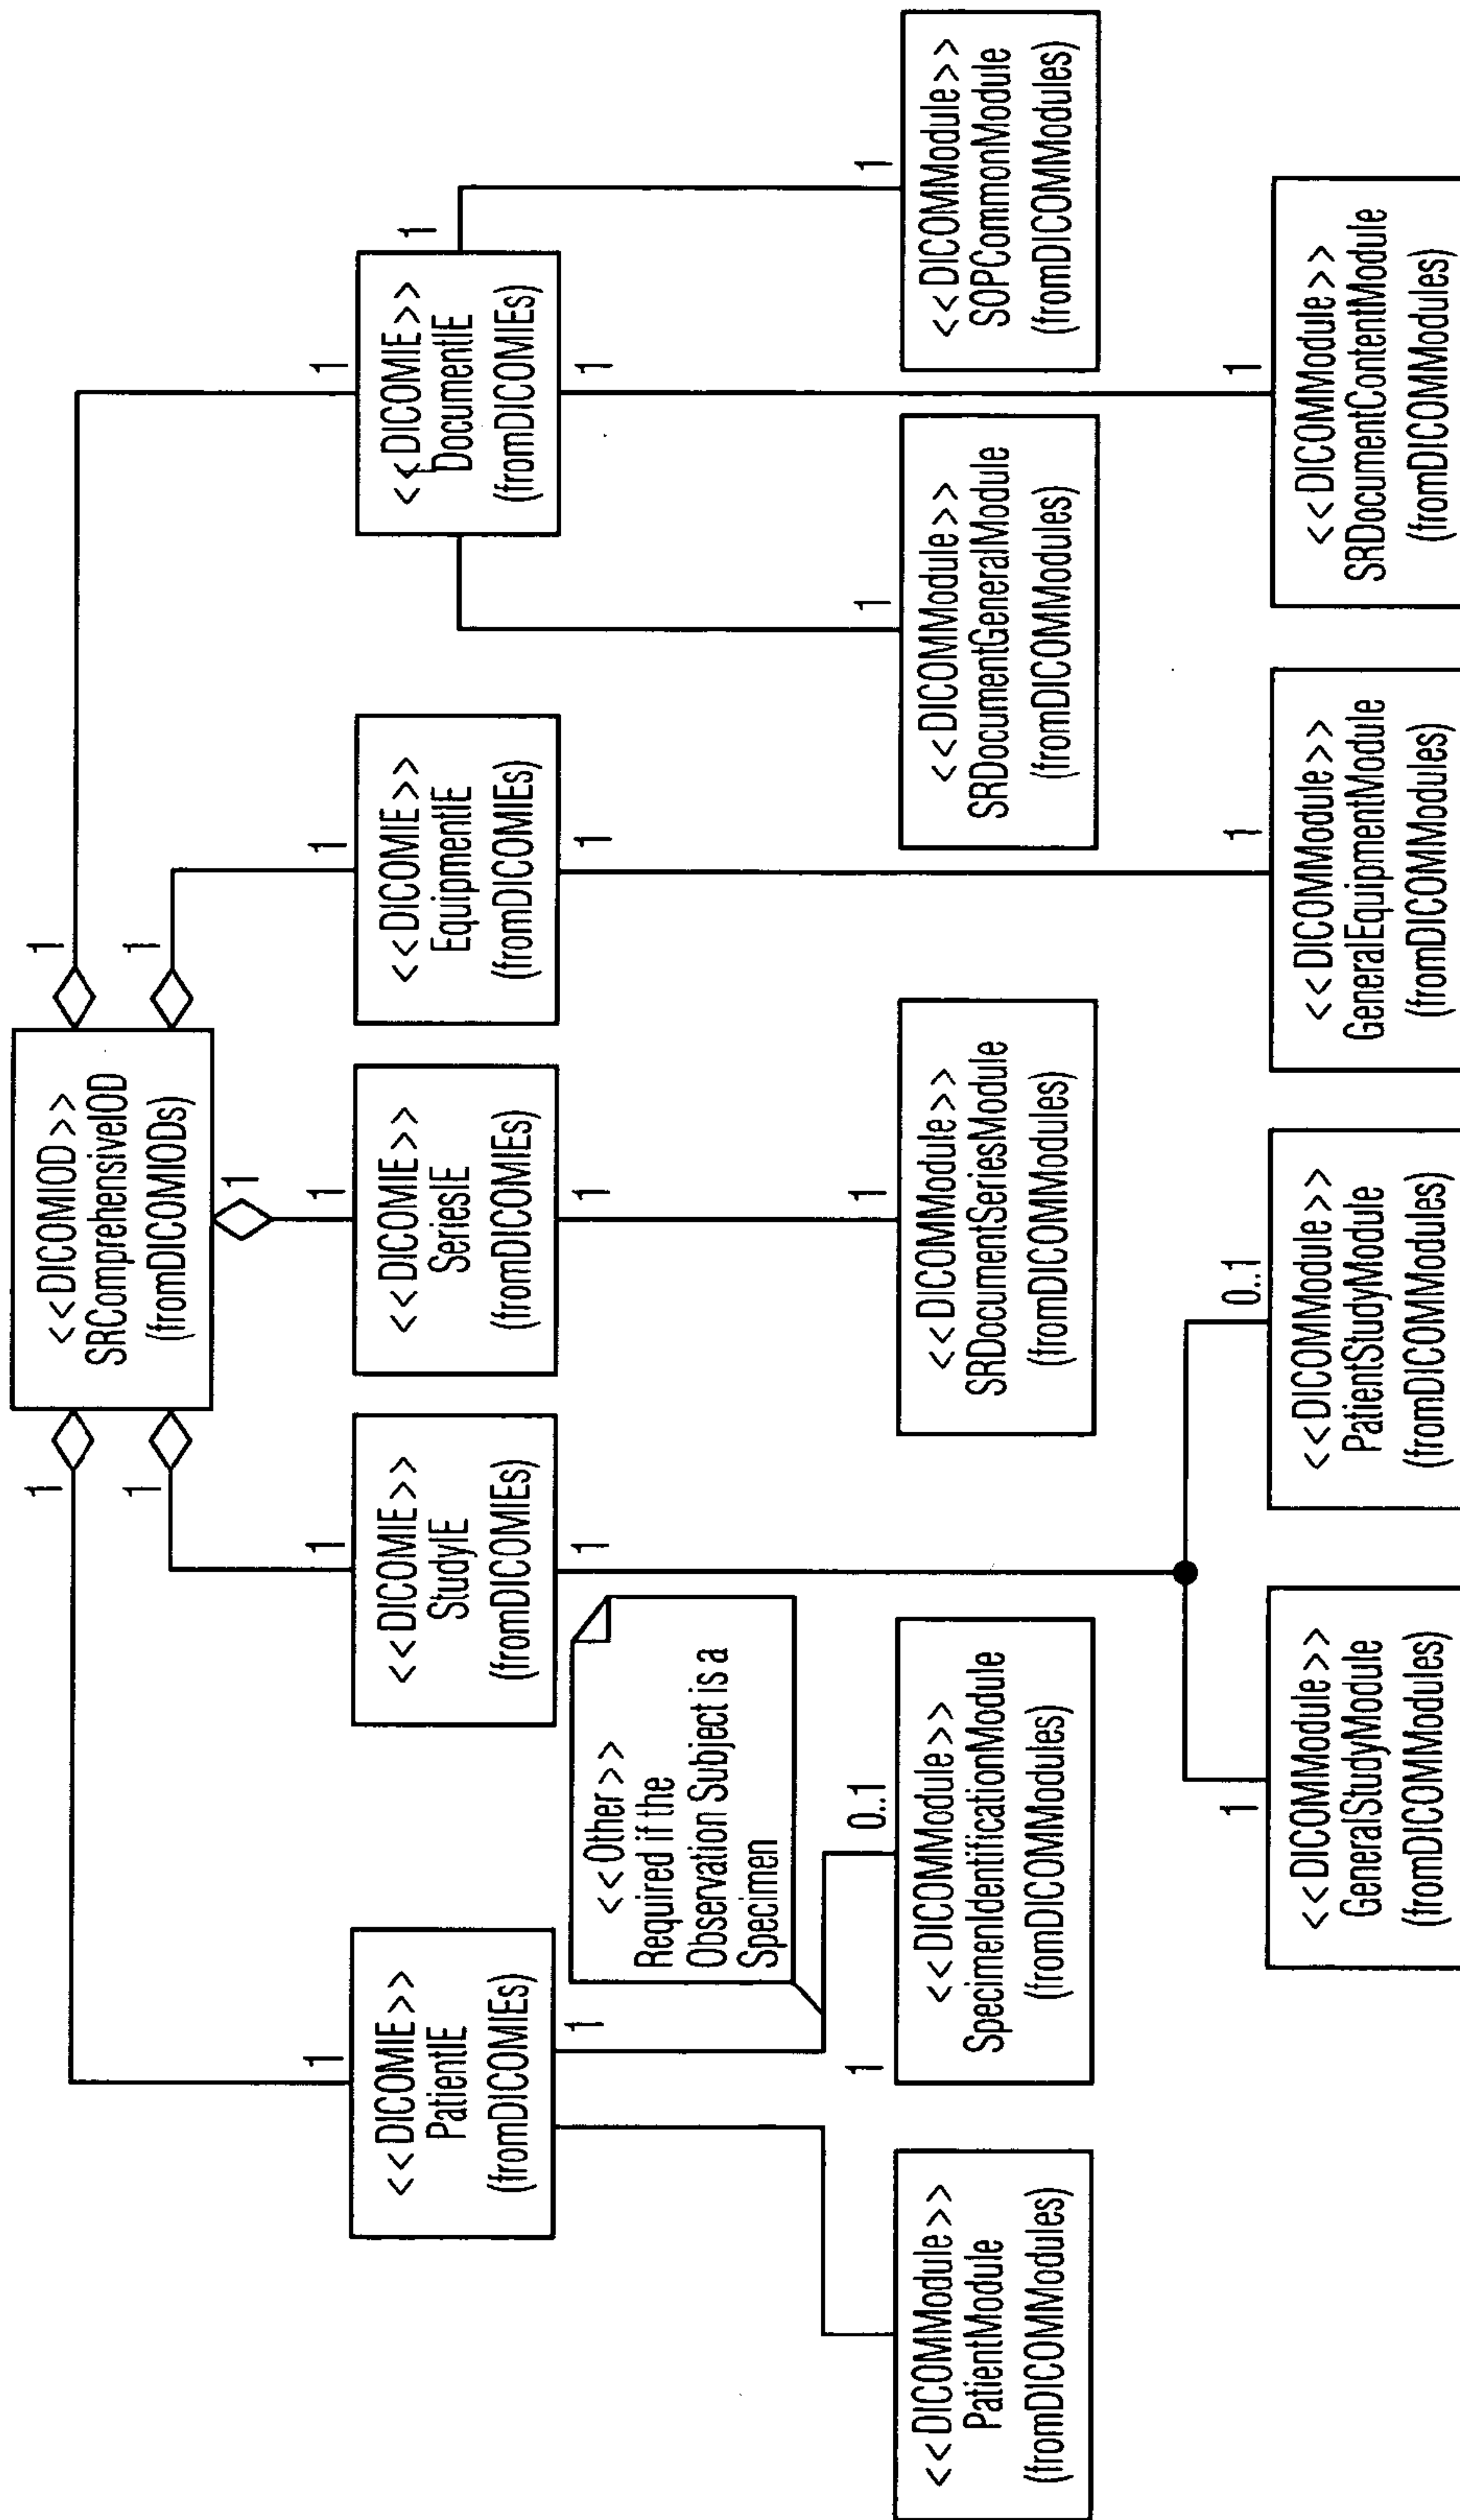 <<DICOMIOD>>
SRComprehensiveIOD
(fromDICOMIODs)
1
1
1
1
1
1
1
1
1
1
<<DICOMIE>>
PatientIE
(fromDICOMIEs)
<<DICOMIE>>
StudyIE
(fromDICOMIEs)
<<DICOMIE>>
SeriesIE
(fromDICOMIEs)
<<DICOMIE>>
EquipmentIE
(fromDICOMIEs)
<<DICOMIE>>
DocumentIE
(fromDICOMIEs)
1
1
1
1
1
1
<<Other>>
Required if the
Observation Subject is a
Specimen
1
0..1
1
1
1
<<DICOMModule>>
PatientModule
(fromDICOMModules)
<<DICOMModule>>
SpecimenIdentificationModule
(fromDICOMModules)
<<DICOMModule>>
SRDocumentSeriesModule
(fromDICOMModules)
<<DICOMModule>>
SRDocumentGeneralModule
(fromDICOMModules)
<<DICOMModule>>
SOPCommonModule
(fromDICOMModules)
1
0..1
1
1
<<DICOMModule>>
GeneralStudyModule
(fromDICOMModules)
<<DICOMModule>>
PatientStudyModule
(fromDICOMModules)
<<DICOMModule>>
GeneralEquipmentModule
(fromDICOMModules)
<<DICOMModule>>
SRDocumentContentModule
(fromDICOMModules)